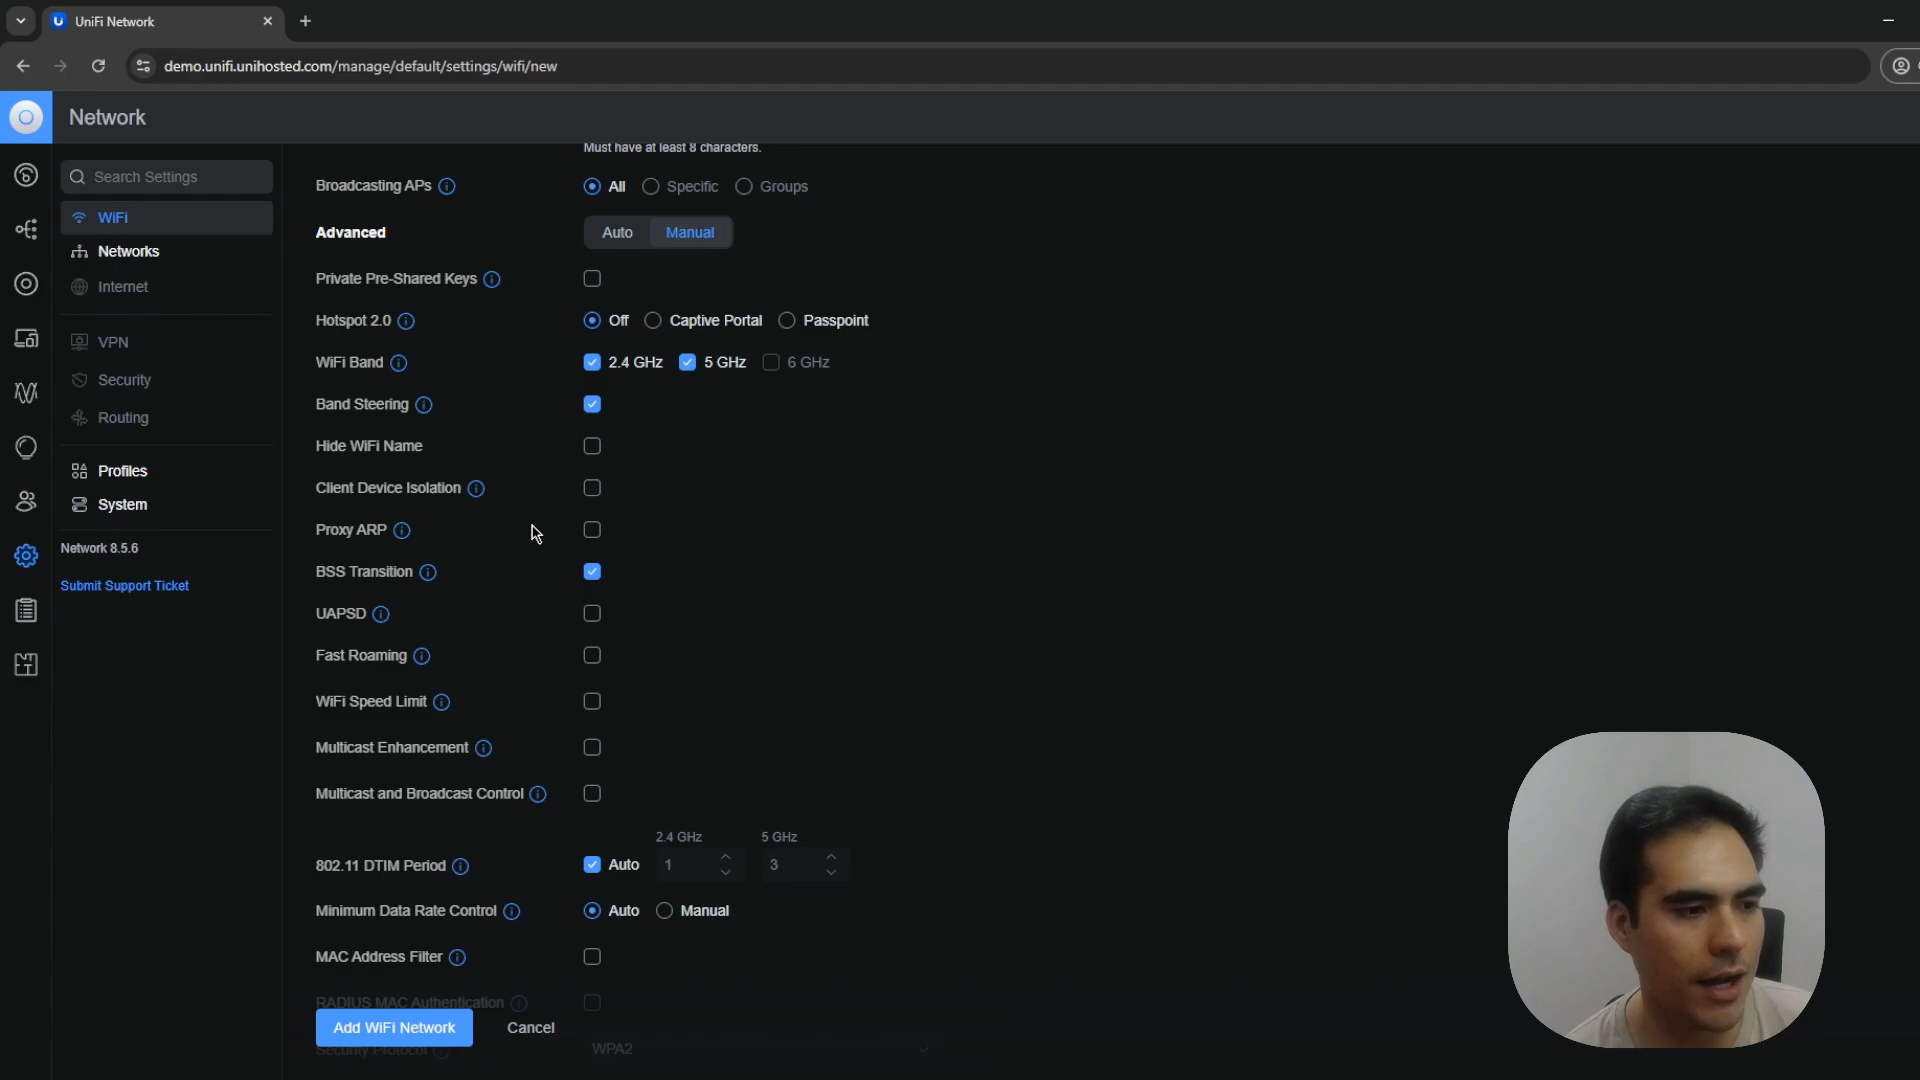 UniFi Network
demo.unifi.unihosted.com/manage/default/settings/wifi/new
Network
Search Settings
WiFi
Networks
Internet
VPN
Security
Routing
Profiles
System
Network 8.5.6
Submit Support Ticket
Must have at least 8 characters.
Broadcasting APs All Specific Groups
Advanced Auto Manual
Private Pre-Shared Keys
Hotspot 2.0 Off Captive Portal Passpoint
WiFi Band 2.4 GHz 5 GHz 6 GHz
Band Steering
Hide WiFi Name
Client Device Isolation
Proxy ARP
BSS Transition
UAPSD
Fast Roaming
WiFi Speed Limit
Multicast Enhancement
Multicast and Broadcast Control
2.4 GHz 5 GHz
802.11 DTIM Period Auto 1 3
Minimum Data Rate Control Auto Manual
MAC Address Filter
RADIUS MAC Authentication
Add WiFi Network Cancel
Security Protocol WPA2